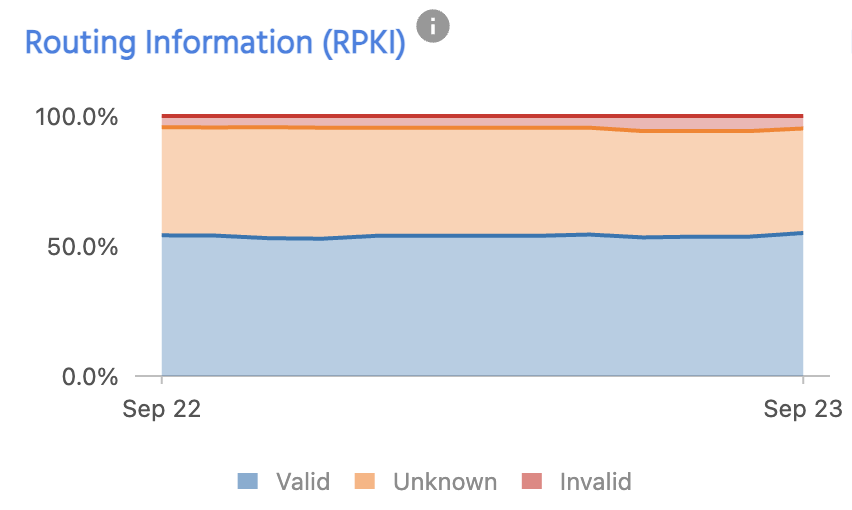 Routing Information (RPKI) i
100.0%
50.0%
0.0%
Sep 22 Sep 23
Valid Unknown Invalid